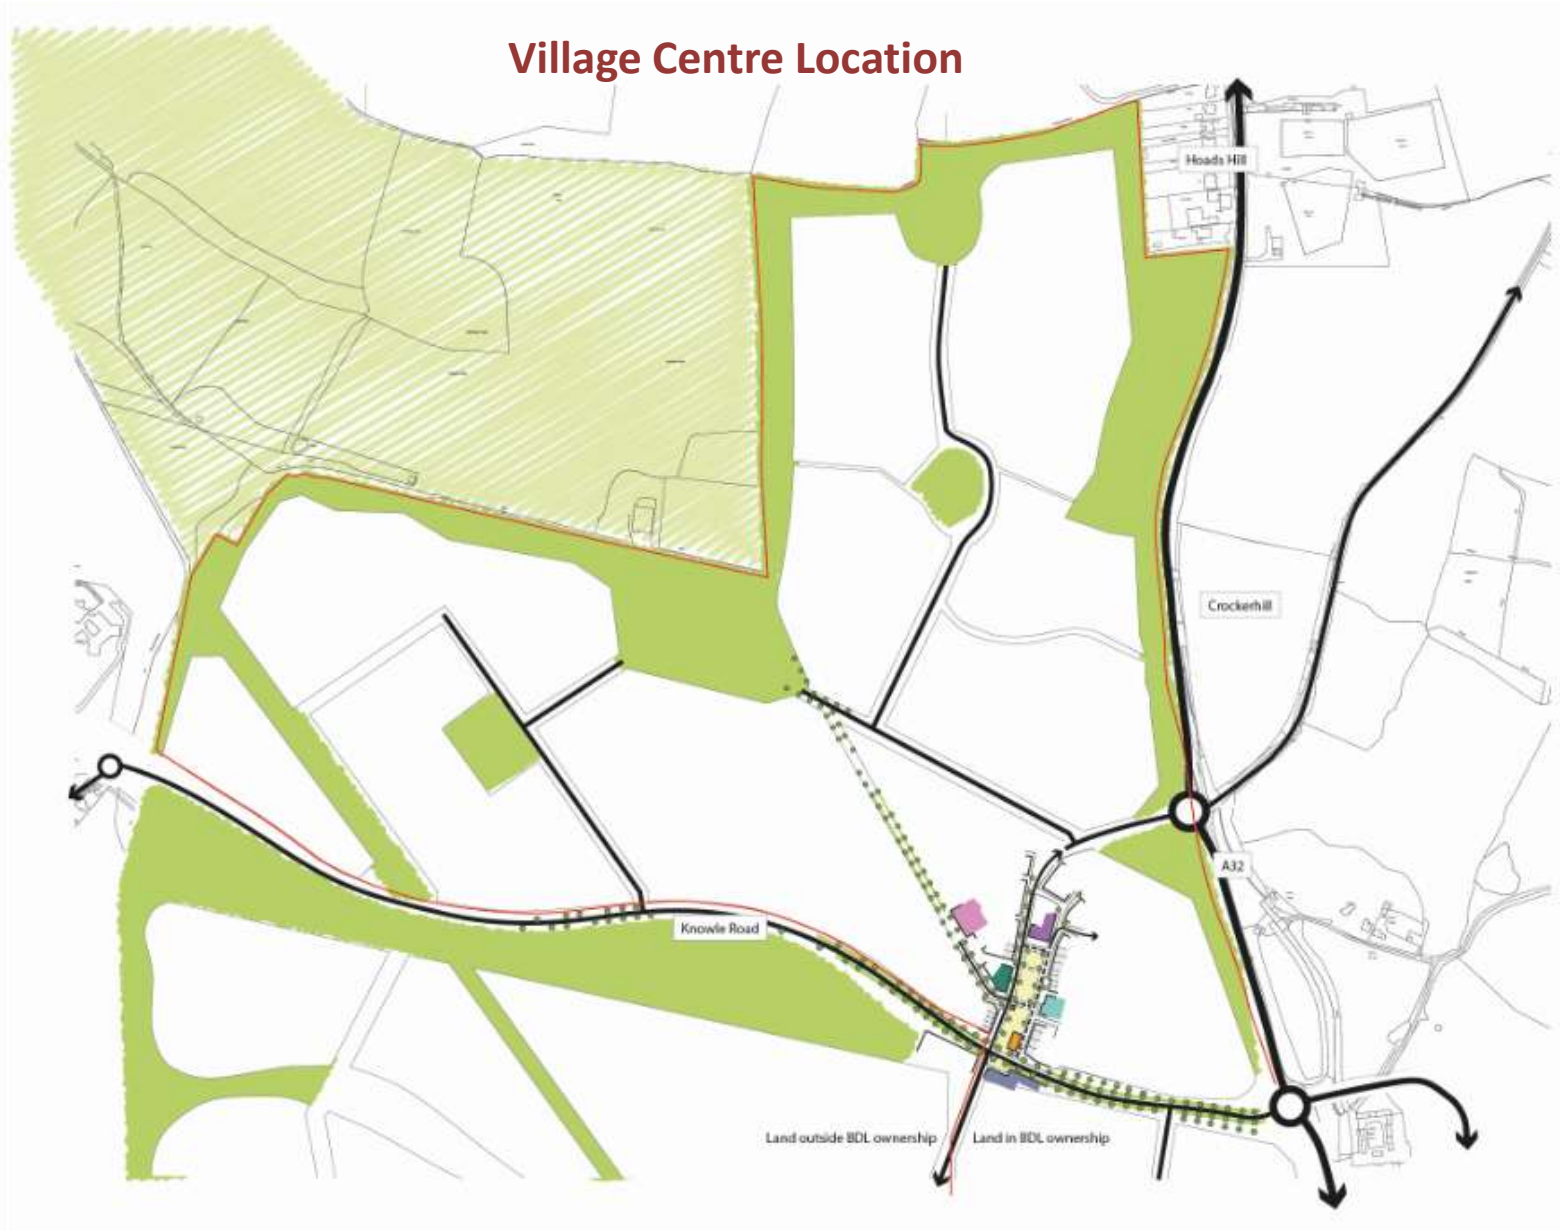 Village Centre Location
Hoads Hill
Crockerhill
A32
Knowle Road
Land outside BDL ownership
Land in BDL ownership